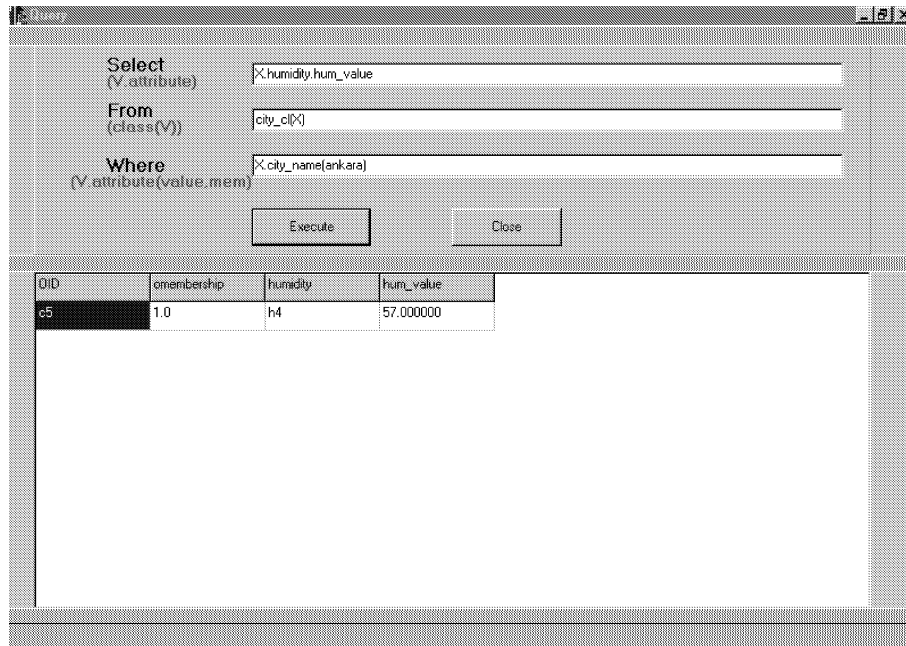 Query
Select
(V.attribute)
X.humidity.hum_value
From
(class(V))
city_cl(X)
Where
(V.attribute(value,mem)
X.city_name(ankara)
Execute Close
OID omembership humidity hum_value
c5 1.0 h4 57.000000